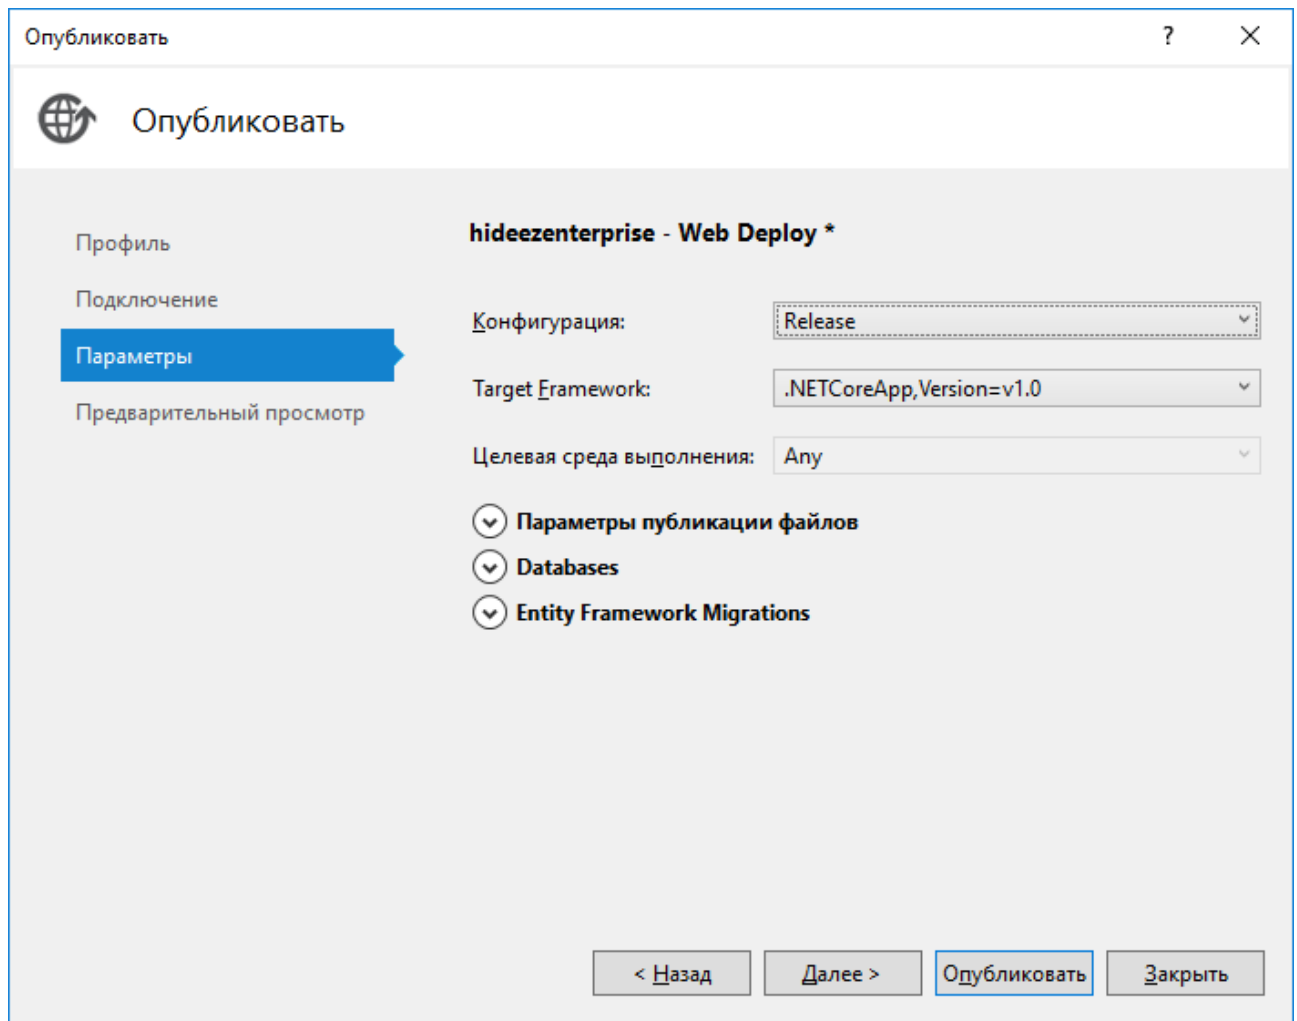 Опубликовать
?
Опубликовать
Профиль
Подключение
Параметры
Предварительный просмотр
hideezenterprise - Web Deploy *
Конфигурация: Release
Target Framework: .NETCoreApp,Version=v1.0
Целевая среда выполнения: Any
Параметры публикации файлов
Databases
Entity Framework Migrations
< Назад Далее > Опубликовать Закрыть